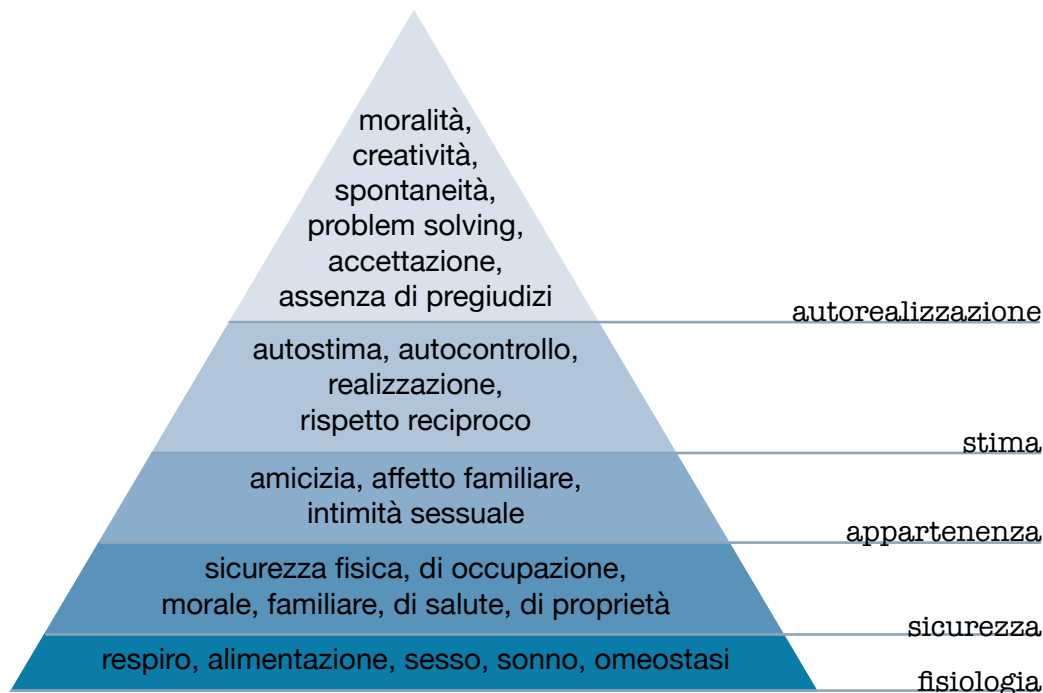 moralità,
creatività,
spontaneità,
problem solving,
accettazione,
assenza di pregiudizi
autorealizzazione
autostima, autocontrollo,
realizzazione,
rispetto reciproco
stima
amicizia, affetto familiare,
intimità sessuale
appartenenza
sicurezza fisica, di occupazione,
morale, familiare, di salute, di proprietà
sicurezza
respiro, alimentazione, sesso, sonno, omeostasi
fisiologia